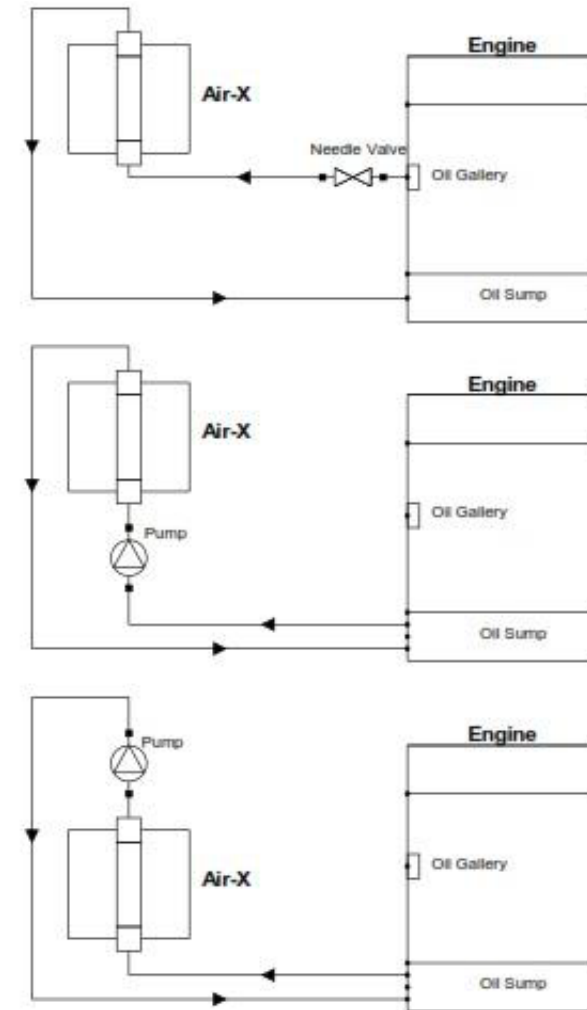 Engine
Air-X
Needle Valve
Oil Gallery
Oil Sump
Engine
Air-X
Oil Gallery
Pump
Oil Sump
Engine
Pump
Oil Gallery
Air-X
Oil Sump